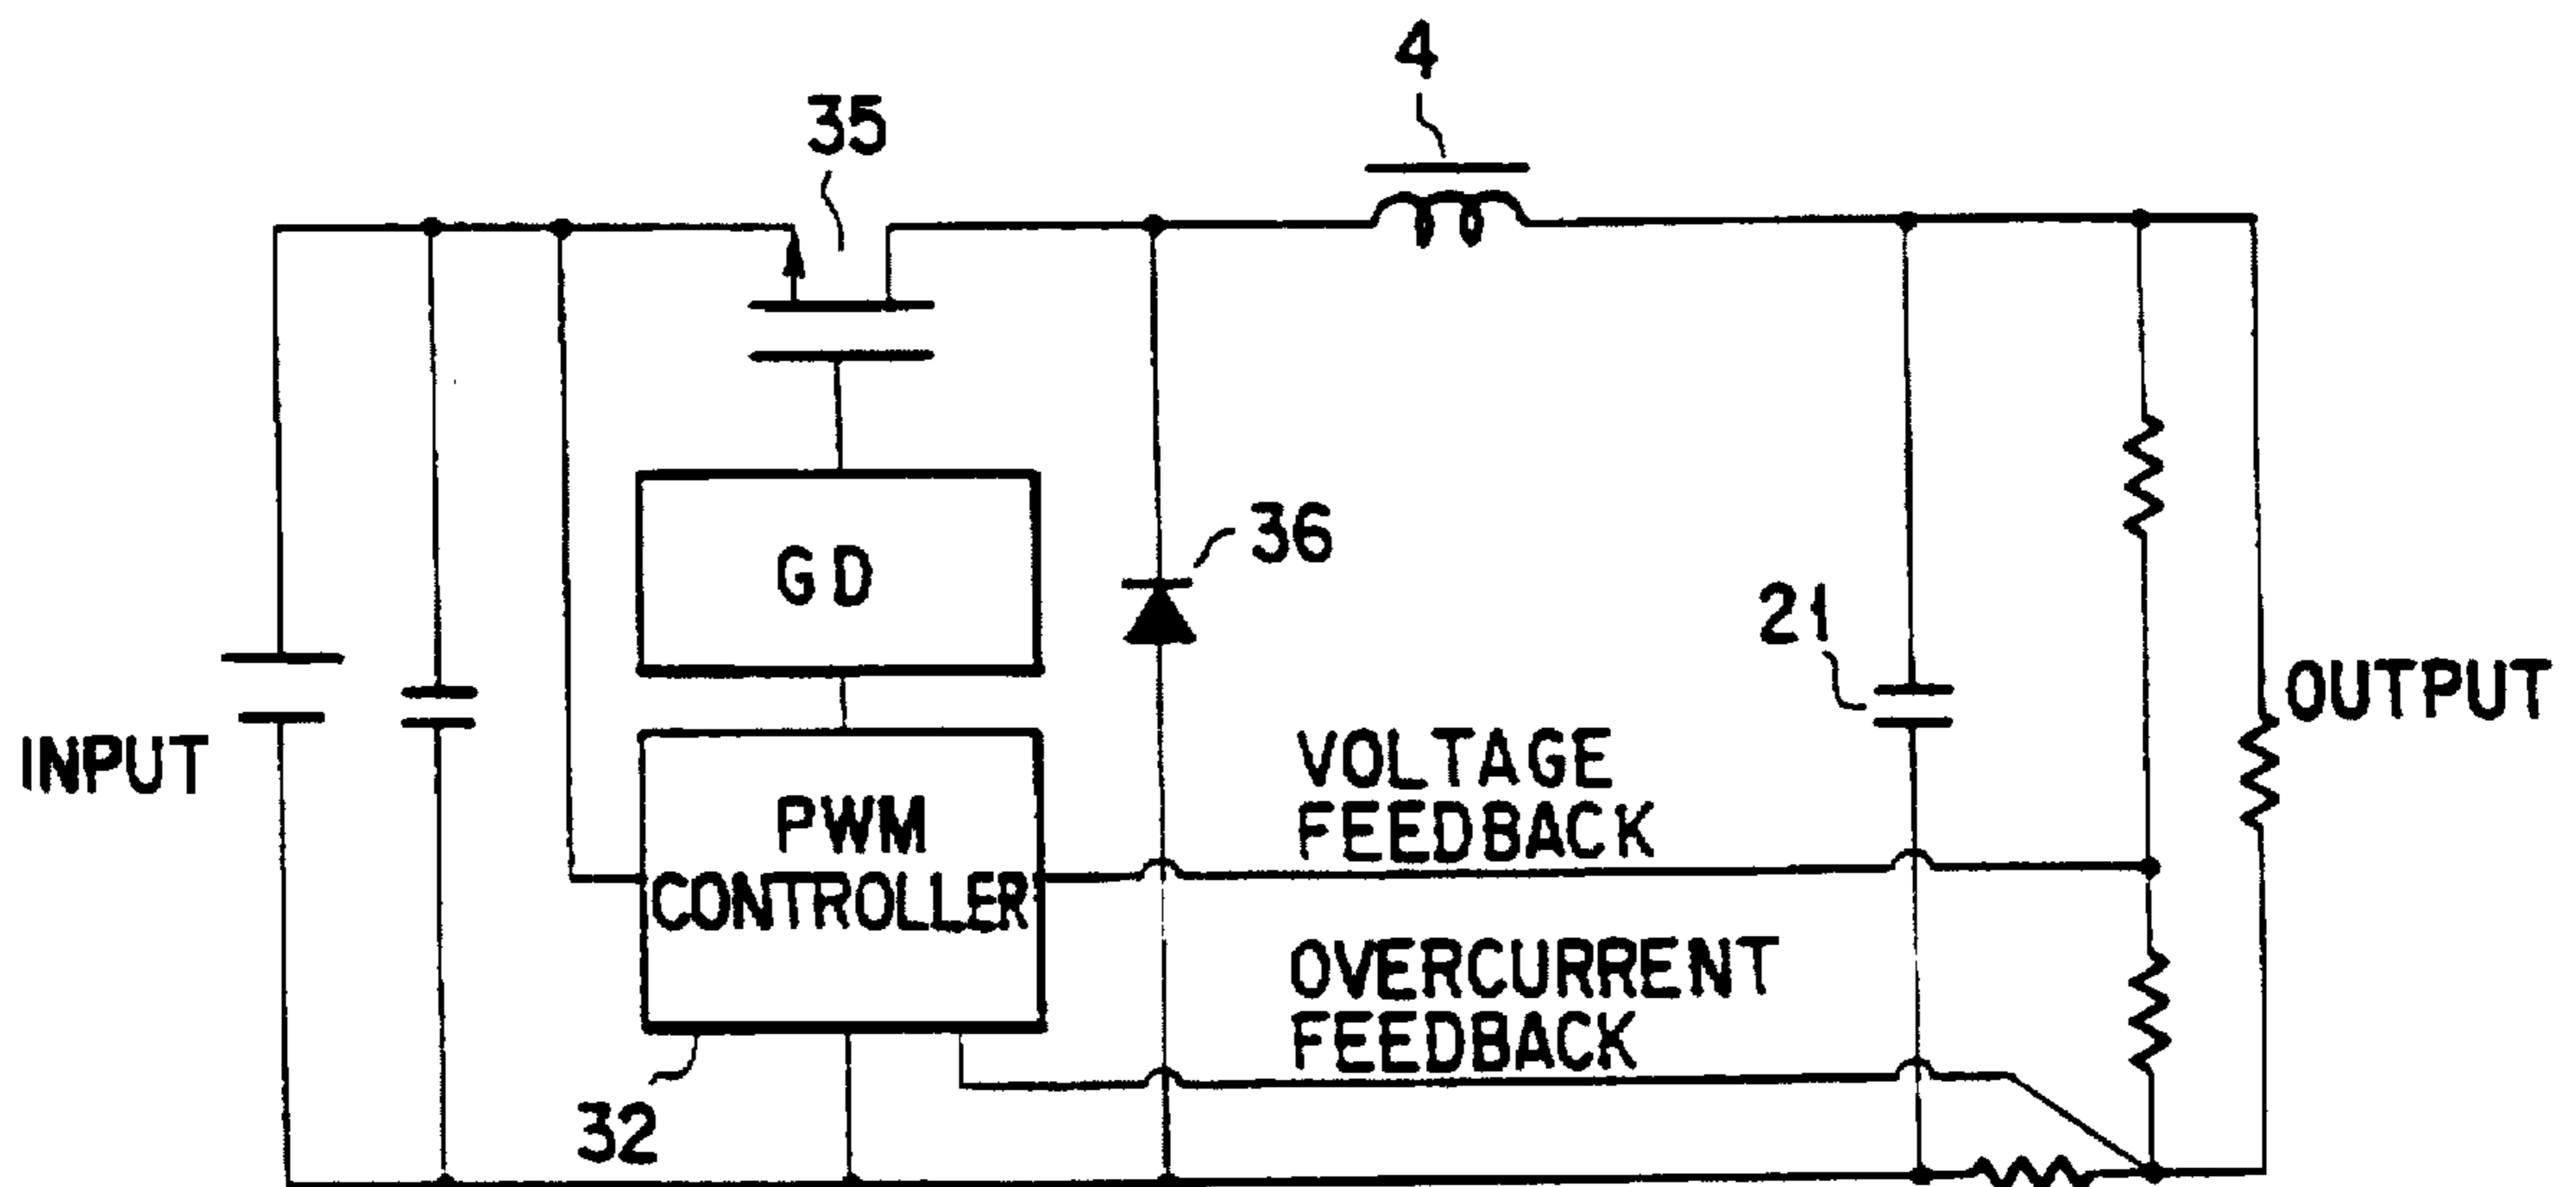 4
35
GD
36
21
OUTPUT
INPUT
VOLTAGE
FEEDBACK
PWM
CONTROLLER
OVERCURRENT
FEEDBACK
32